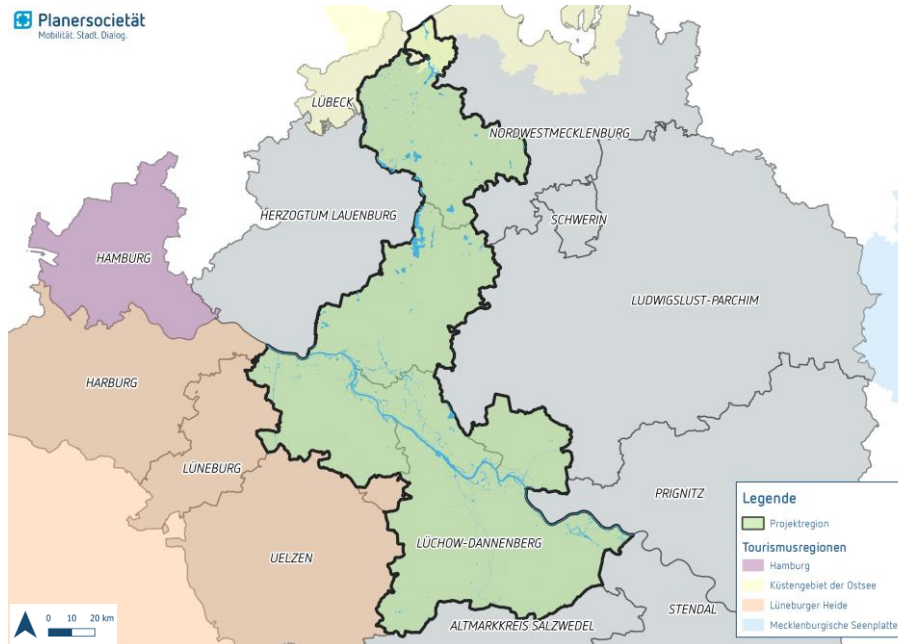 Planersocietät
Mobilität. Stadt. Dialog.
LÜBECK
NORDWESTMECKLENBURG
HERZOGTUM LAUENBURG
SCHWERIN
HAMBURG
LUDWIGSLUST-PARCHIM
HARBURG
LÜNEBURG
PRIGNITZ
LÜCHOW-DANNENBERG
UELZEN
STENDAL
ALTMARKKREIS SALZWEDEL
Legende
Projektregion
Tourismusregionen
Hamburg
Küstengebiet der Ostsee
Lüneburger Heide
Mecklenburgische Seenplatte
0 10 20 km